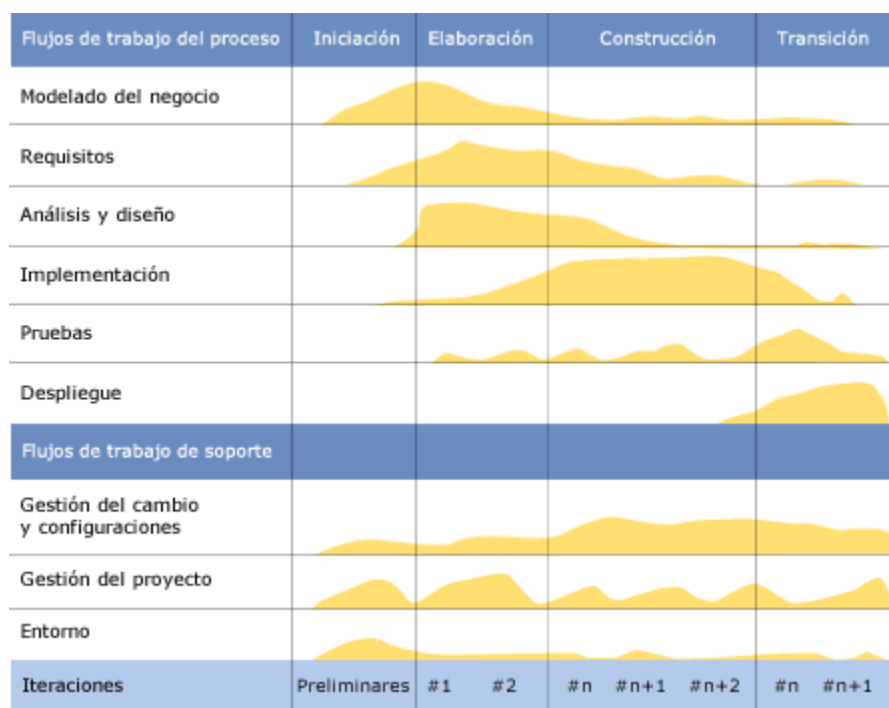 Flujos de trabajo del proceso Iniciación Elaboración Construcción Transición
Modelado del negocio
Requisitos
Análisis y diseño
Implementación
Pruebas
Despliegue
Flujos de trabajo de soporte
Gestión del cambio
y configuraciones
Gestión del proyecto
Entorno
Iteraciones Preliminares #1 #2 #n #n+1 #n+2 #n #n+1